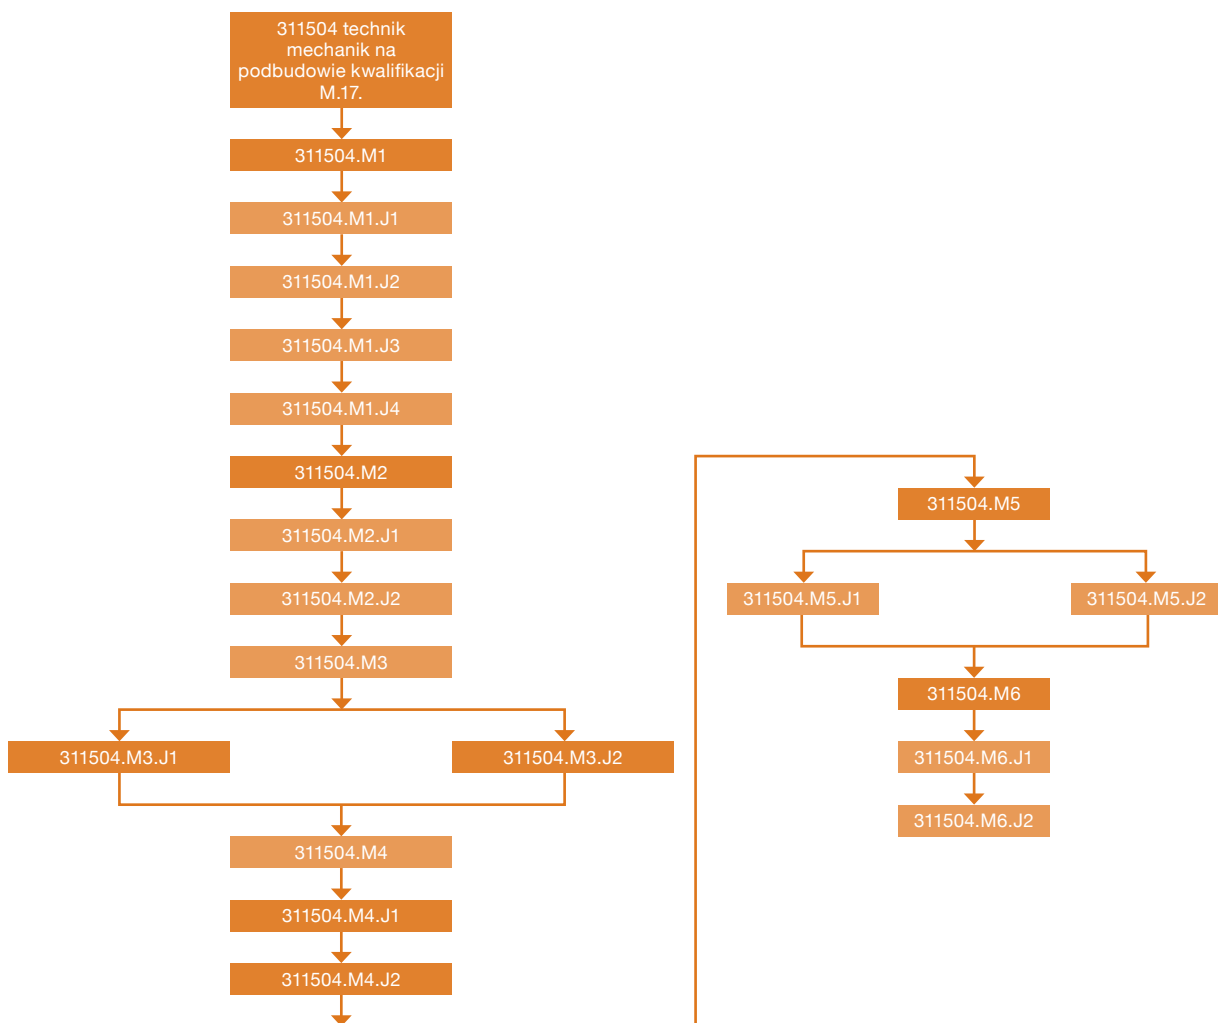 311504 technik
mechanik na
podbudowie kwalifikacji
M.17.
311504.M1
311504.M1.J1
311504.M1.J2
311504.M1.J3
311504.M1.J4
311504.M2
311504.M2.J1
311504.M2.J2
311504.M3
311504.M3.J1
311504.M3.J2
311504.M4
311504.M4.J1
311504.M4.J2
311504.M5
311504.M5.J1
311504.M5.J2
311504.M6
311504.M6.J1
311504.M6.J2